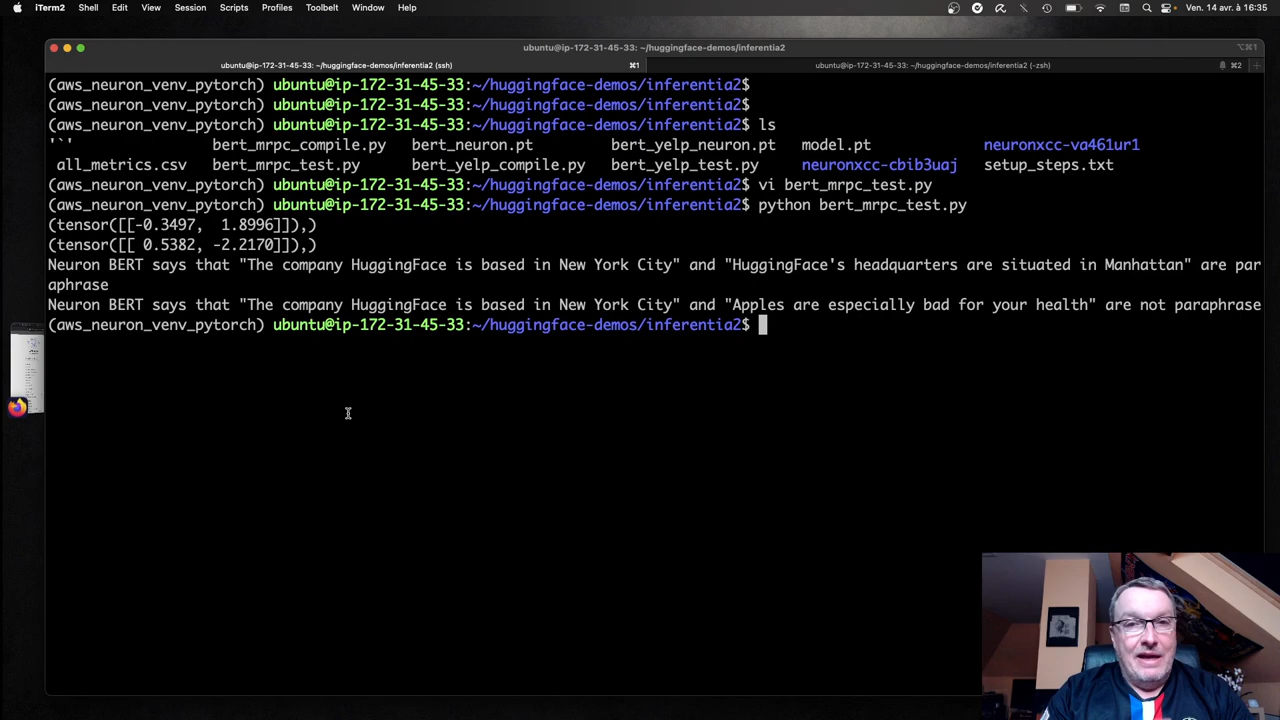 iTerm2 Shell Edit View Session Scripts Profiles Toolbelt Window Help Ven. 14 avr. à 16:35
ubuntu@ip-172-31-45-33: ~/huggingface-demos/inferentia2 ⌥⌘1
ubuntu@ip-172-31-45-33: ~/huggingface-demos/inferentia2 (ssh) ⌘1 ubuntu@ip-172-31-45-33: ~/huggingface-demos/inferentia2 (-zsh) ⌘2
(aws_neuron_venv_pytorch) ubuntu@ip-172-31-45-33:~/huggingface-demos/inferentia2$
(aws_neuron_venv_pytorch) ubuntu@ip-172-31-45-33:~/huggingface-demos/inferentia2$
(aws_neuron_venv_pytorch) ubuntu@ip-172-31-45-33:~/huggingface-demos/inferentia2$ ls
'`' bert_mrpc_compile.py bert_neuron.pt bert_yelp_neuron.pt model.pt neuronxcc-va461ur1
all_metrics.csv bert_mrpc_test.py bert_yelp_compile.py bert_yelp_test.py neuronxcc-cbib3uaj setup_steps.txt
(aws_neuron_venv_pytorch) ubuntu@ip-172-31-45-33:~/huggingface-demos/inferentia2$ vi bert_mrpc_test.py
(aws_neuron_venv_pytorch) ubuntu@ip-172-31-45-33:~/huggingface-demos/inferentia2$ python bert_mrpc_test.py
(tensor([[-0.3497, 1.8996]]),)
(tensor([[ 0.5382, -2.2170]]),)
Neuron BERT says that "The company HuggingFace is based in New York City" and "HuggingFace's headquarters are situated in Manhattan" are par
aphrase
Neuron BERT says that "The company HuggingFace is based in New York City" and "Apples are especially bad for your health" are not paraphrase
(aws_neuron_venv_pytorch) ubuntu@ip-172-31-45-33:~/huggingface-demos/inferentia2$